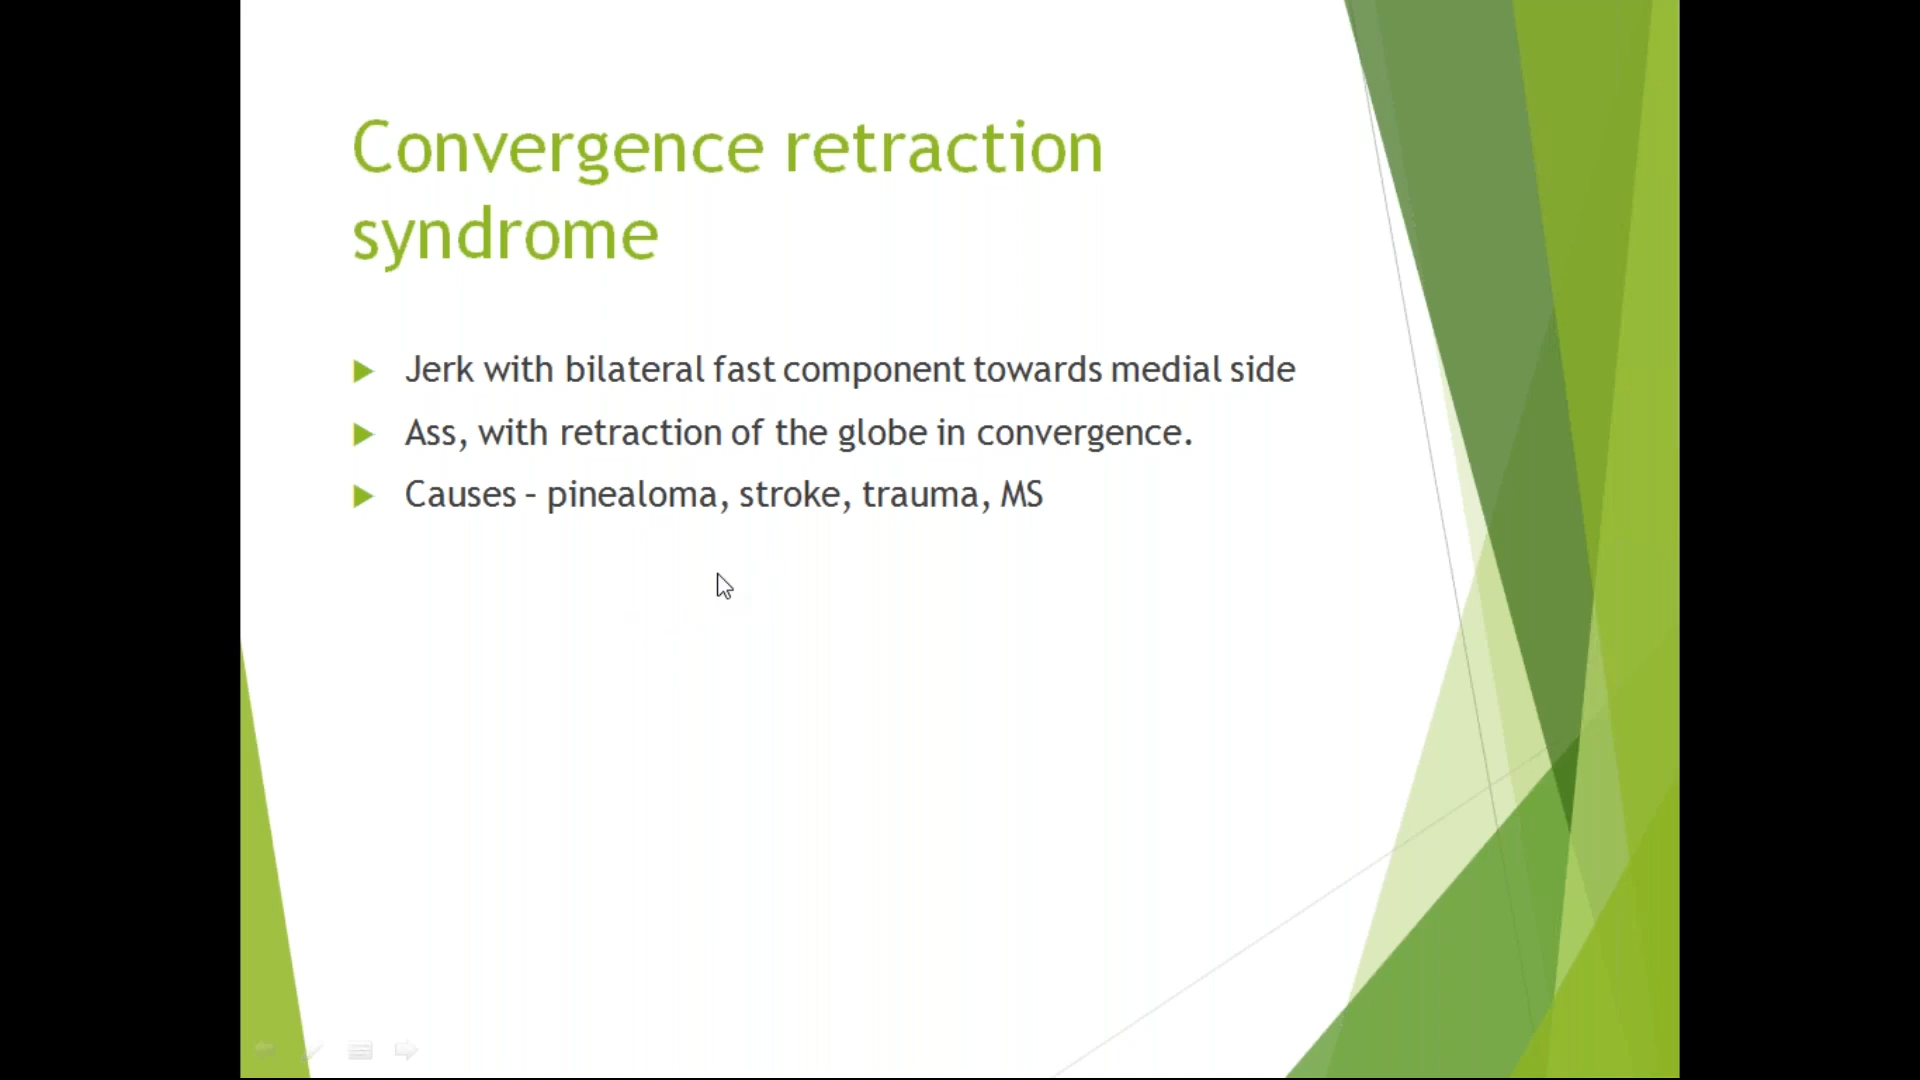 Convergence retraction
syndrome
Jerk with bilateral fast component towards medial side
Ass, with retraction of the globe in convergence.
Causes – pinealoma, stroke, trauma, MS